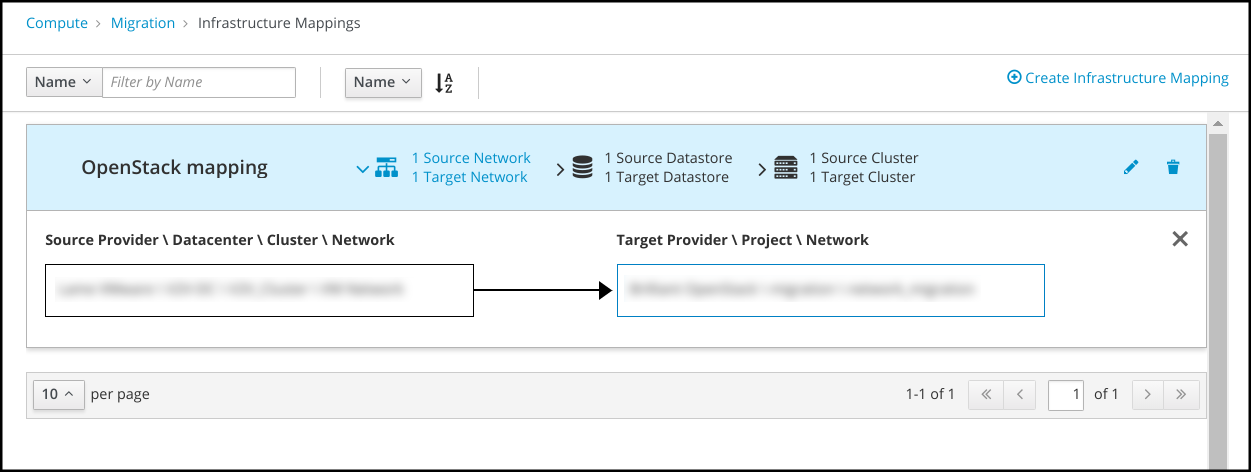 Compute > Migration > Infrastructure Mappings
Name Filter by Name Name A Z Create Infrastructure Mapping
OpenStack mapping
1 Source Network
1 Target Network
1 Source Datastore
1 Target Datastore
1 Source Cluster
1 Target Cluster
Source Provider \ Datacenter \ Cluster \ Network
Target Provider \ Project \ Network
10 per page 1-1 of 1 1 of 1